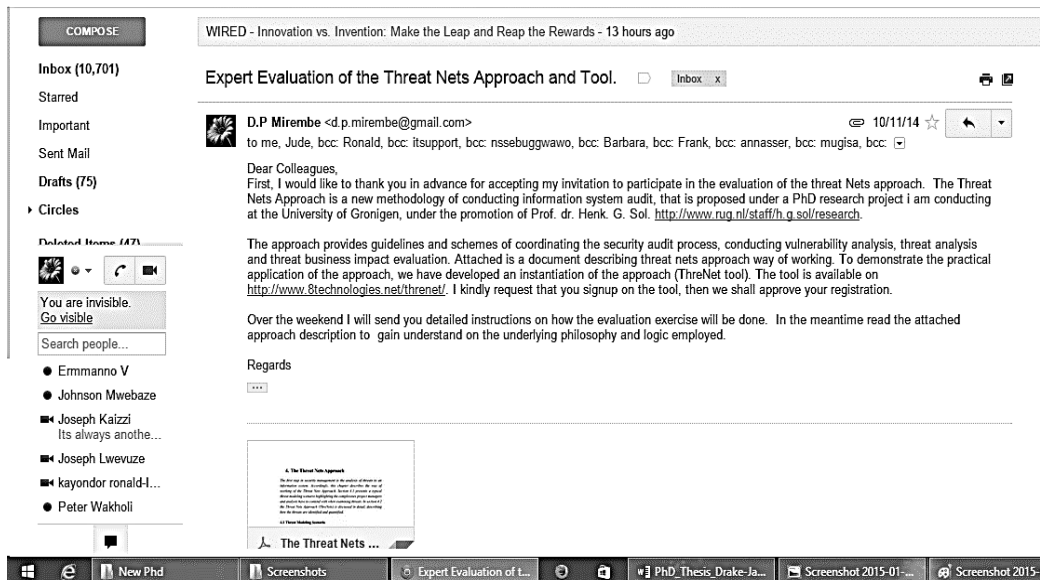 COMPOSE
WIRED - Innovation vs. Invention: Make the Leap and Reap the Rewards - 13 hours ago
Inbox (10,701)
Starred
Important
Sent Mail
Drafts (75)
Circles
Deleted Items (47)
Expert Evaluation of the Threat Nets Approach and Tool.
Inbox x
D.P Mirembe <d.p.mirembe@gmail.com>
10/11/14
to me, Jude, bcc: Ronald, bcc: itsupport, bcc: nssebuggwawo, bcc: Barbara, bcc: Frank, bcc: annasser, bcc: mugisa, bcc:
Dear Colleagues,
First, I would like to thank you in advance for accepting my invitation to participate in the evaluation of the threat Nets approach. The Threat
Nets Approach is a new methodology of conducting information system audit, that is proposed under a PhD research project i am conducting
at the University of Gronigen, under the promotion of Prof. dr. Henk. G. Sol. http://www.rug.nl/staff/h.g.sol/research.
The approach provides guidelines and schemes of coordinating the security audit process, conducting vulnerability analysis, threat analysis
and threat business impact evaluation. Attached is a document describing threat nets approach way of working. To demonstrate the practical
application of the approach, we have developed an instantiation of the approach (ThreNet tool). The tool is available on
http://www.8technologies.net/threnet/. I kindly request that you signup on the tool, then we shall approve your registration.
Over the weekend I will send you detailed instructions on how the evaluation exercise will be done. In the meantime read the attached
approach description to gain understand on the underlying philosophy and logic employed.
Regards
You are invisible.
Go visible
Search people...
Ermmanno V
Johnson Mwebaze
Joseph Kaizzi
Its always anothe...
Joseph Lwevuze
kayondor ronald-I...
Peter Wakholi
4. The Threat Nets Approach
The Threat Nets ...
New Phd
Screenshots
Expert Evaluation of t...
PhD_Thesis_Drake-Ja...
Screenshot 2015-01-...
Screenshot 2015-